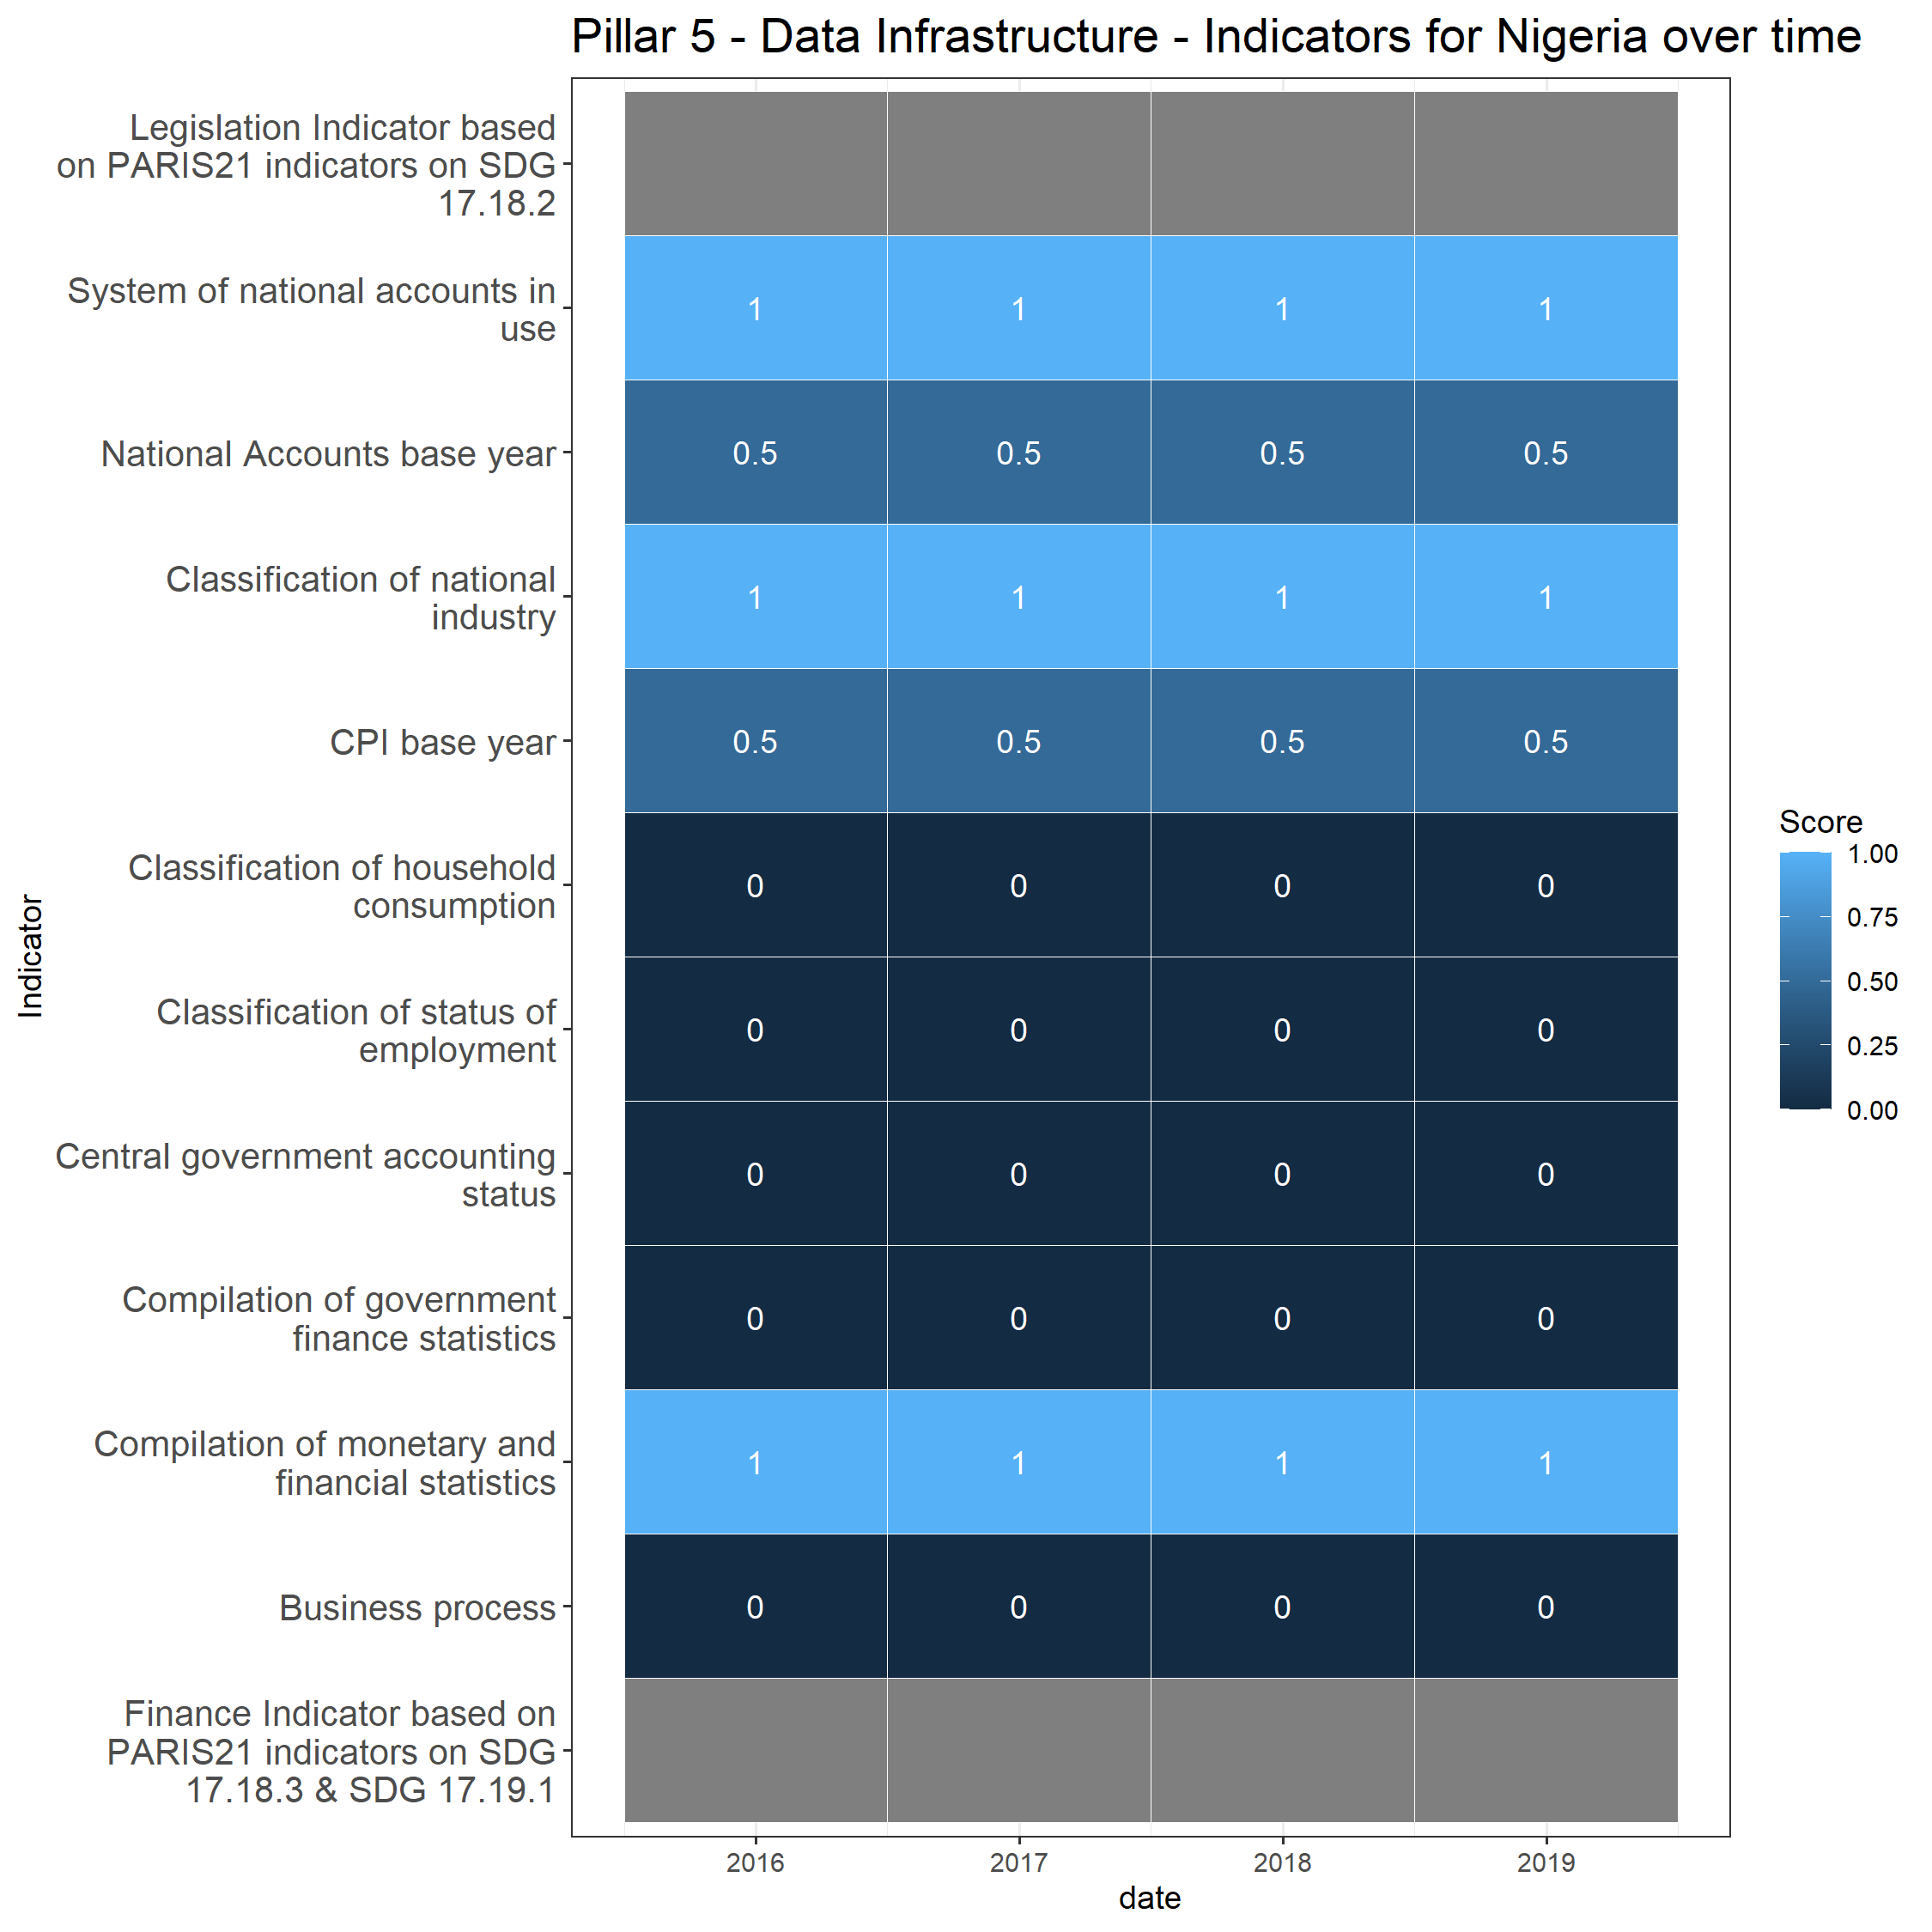 Pillar 5 - Data Infrastructure - Indicators for Nigeria over time
Indicator
Legislation Indicator based
on PARIS21 indicators on SDG
17.18.2
System of national accounts in
use
1 1 1 1
National Accounts base year
0.5 0.5 0.5 0.5
Classification of national
industry
1 1 1 1
CPI base year
0.5 0.5 0.5 0.5
Classification of household
consumption
0 0 0 0
Classification of status of
employment
0 0 0 0
Central government accounting
status
0 0 0 0
Compilation of government
finance statistics
0 0 0 0
Compilation of monetary and
financial statistics
1 1 1 1
Business process
0 0 0 0
Finance Indicator based on
PARIS21 indicators on SDG
17.18.3 & SDG 17.19.1
2016 2017 2018 2019
date
Score
1.00
0.75
0.50
0.25
0.00